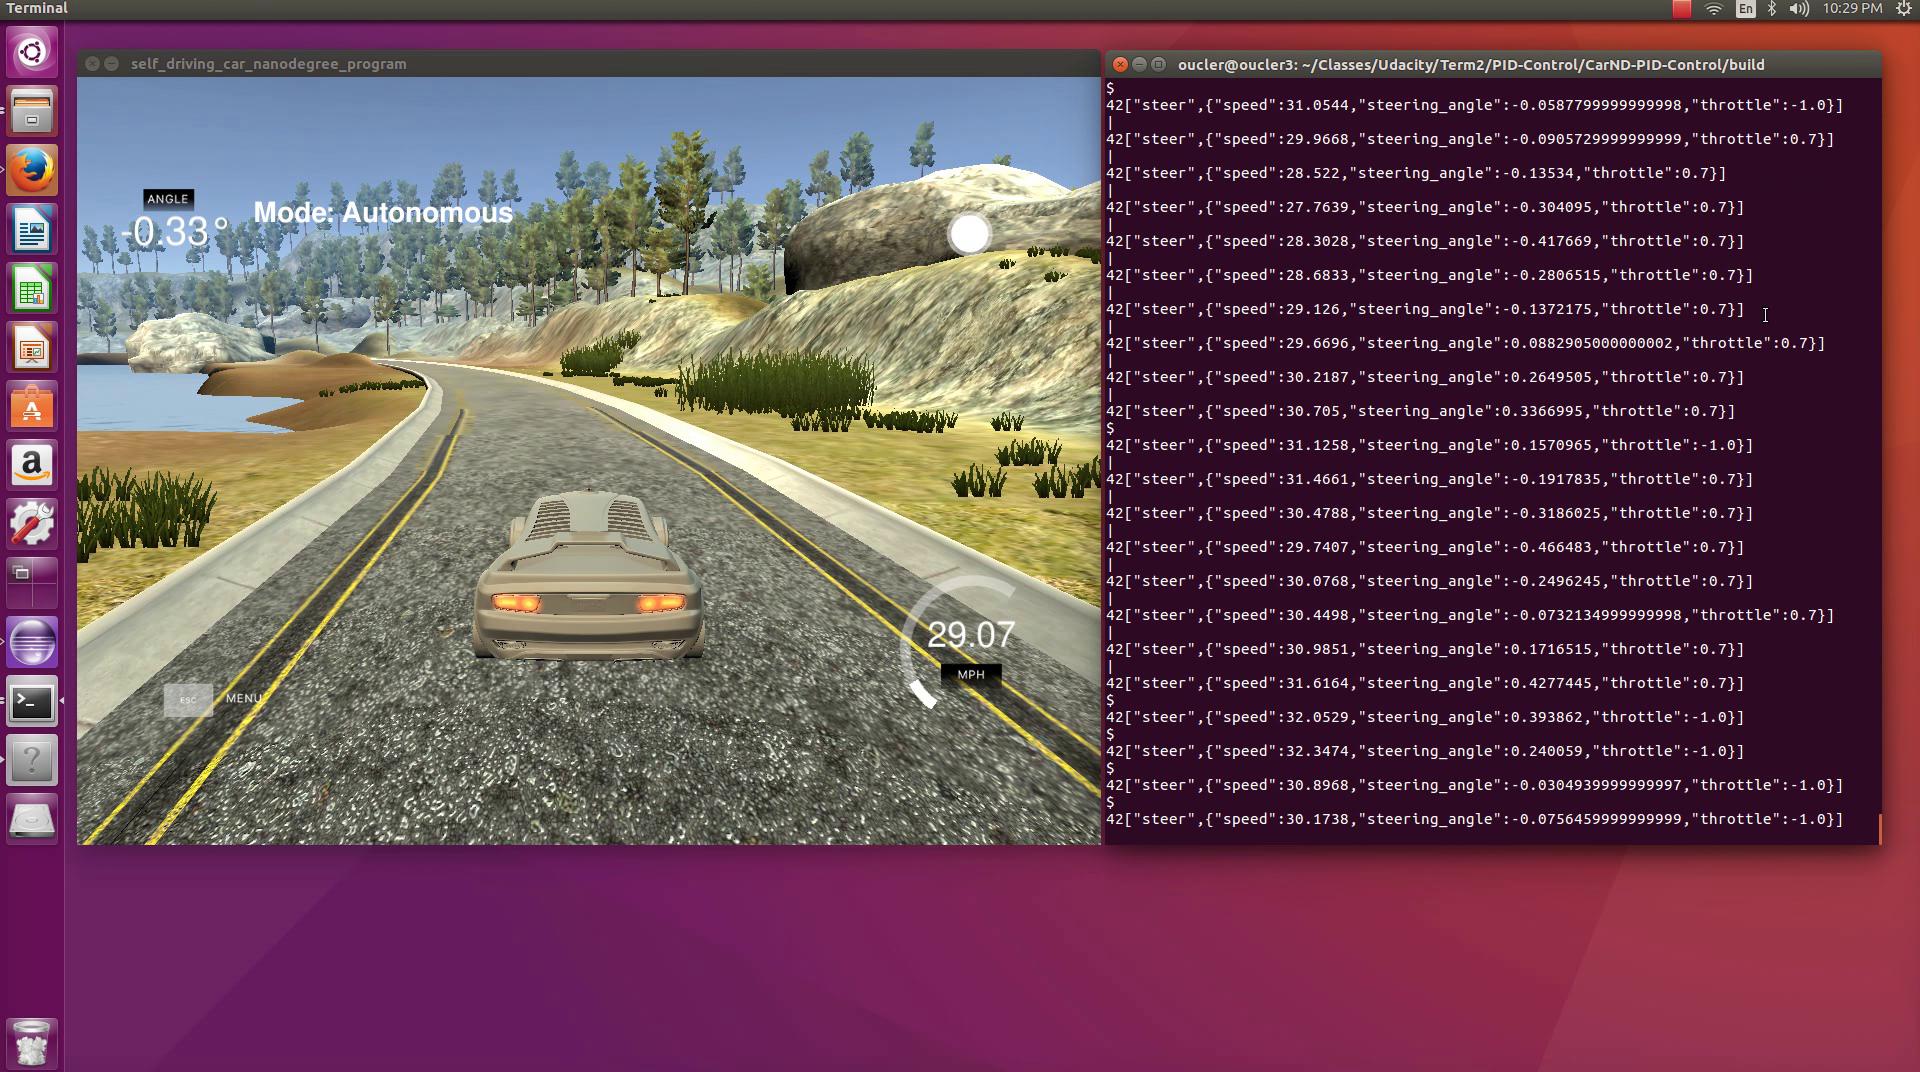 Terminal
En
10:29 PM
self_driving_car_nanodegree_program
ANGLE
-0.33°
Mode: Autonomous
29.07
MPH
ESC
MENU
oucler@oucler3: ~/Classes/Udacity/Term2/PID-Control/CarND-PID-Control/build
$
42["steer",{"speed":31.0544,"steering_angle":-0.0587799999999998,"throttle":-1.0}]
|
42["steer",{"speed":29.9668,"steering_angle":-0.0905729999999999,"throttle":0.7}]
|
42["steer",{"speed":28.522,"steering_angle":-0.13534,"throttle":0.7}]
|
42["steer",{"speed":27.7639,"steering_angle":-0.304095,"throttle":0.7}]
|
42["steer",{"speed":28.3028,"steering_angle":-0.417669,"throttle":0.7}]
|
42["steer",{"speed":28.6833,"steering_angle":-0.2806515,"throttle":0.7}]
|
42["steer",{"speed":29.126,"steering_angle":-0.1372175,"throttle":0.7}]
|
42["steer",{"speed":29.6696,"steering_angle":0.0882905000000002,"throttle":0.7}]
|
42["steer",{"speed":30.2187,"steering_angle":0.2649505,"throttle":0.7}]
|
42["steer",{"speed":30.705,"steering_angle":0.3366995,"throttle":0.7}]
$
42["steer",{"speed":31.1258,"steering_angle":0.1570965,"throttle":-1.0}]
|
42["steer",{"speed":31.4661,"steering_angle":-0.1917835,"throttle":0.7}]
|
42["steer",{"speed":30.4788,"steering_angle":-0.3186025,"throttle":0.7}]
|
42["steer",{"speed":29.7407,"steering_angle":-0.466483,"throttle":0.7}]
|
42["steer",{"speed":30.0768,"steering_angle":-0.2496245,"throttle":0.7}]
|
42["steer",{"speed":30.4498,"steering_angle":-0.0732134999999998,"throttle":0.7}]
|
42["steer",{"speed":30.9851,"steering_angle":0.1716515,"throttle":0.7}]
|
42["steer",{"speed":31.6164,"steering_angle":0.4277445,"throttle":0.7}]
$
42["steer",{"speed":32.0529,"steering_angle":0.393862,"throttle":-1.0}]
$
42["steer",{"speed":32.3474,"steering_angle":0.240059,"throttle":-1.0}]
$
42["steer",{"speed":30.8968,"steering_angle":-0.0304939999999997,"throttle":-1.0}]
$
42["steer",{"speed":30.1738,"steering_angle":-0.0756459999999999,"throttle":-1.0}]